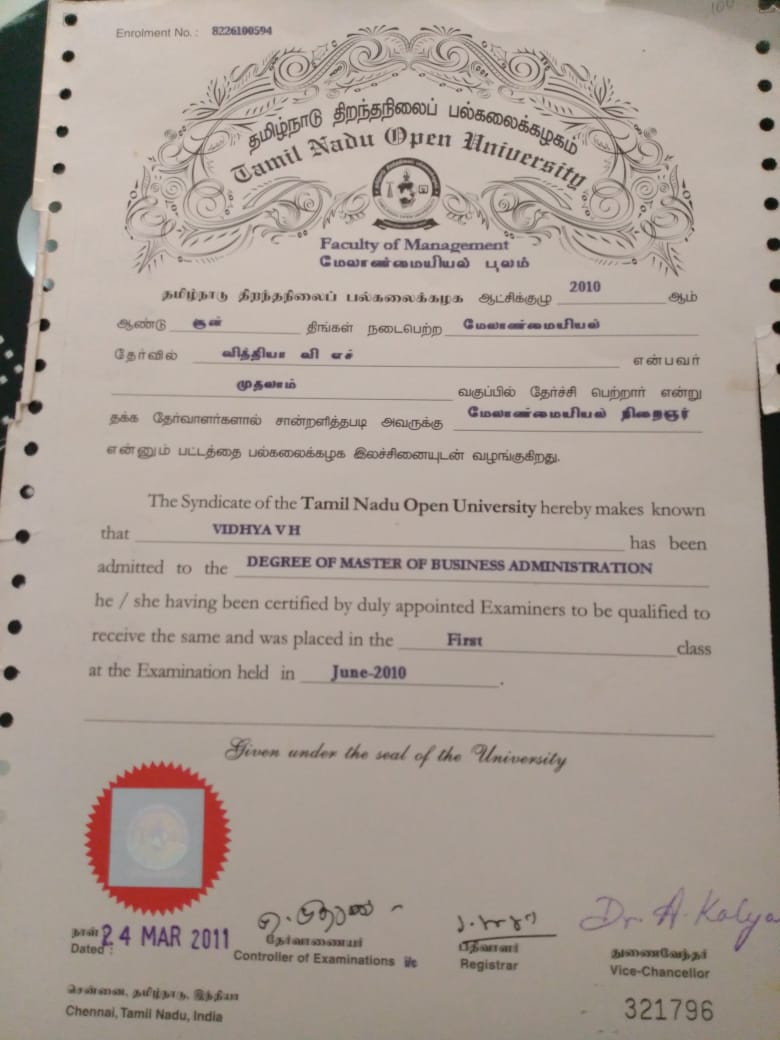 Enrolment No. : 8226100594
தமிழ்நாடு திறந்தநிலைப் பல்கலைக்கழகம்
Tamil Nadu Open University
Faculty of Management
மேலாண்மையியல் புலம்
தமிழ்நாடு திறந்தநிலைப் பல்கலைக்கழக ஆட்சிக்குழு 2010 ஆம்
ஆண்டு சூன் திங்கள் நடைபெற்ற மேலாண்மையியல்
தேர்வில் வித்தியா வி எச் என்பவர்
முதலாம் வகுப்பில் தேர்ச்சி பெற்றார் என்று
தக்க தேர்வாளர்களால் சான்றளித்தபடி அவருக்கு மேலாண்மையியல் நிறைஞர்
என்னும் பட்டத்தை பல்கலைக்கழக இலச்சினையுடன் வழங்குகிறது.
The Syndicate of the Tamil Nadu Open University hereby makes known
that VIDHYA V H has been
admitted to the DEGREE OF MASTER OF BUSINESS ADMINISTRATION
he / she having been certified by duly appointed Examiners to be qualified to
receive the same and was placed in the First class
at the Examination held in June-2010 .
Given under the seal of the University
Dr. A. Kalya
நாள் :
Dated : 24 MAR 2011
தேர்வாணையர்
Controller of Examinations i/c
பதிவாளர்
Registrar
துணைவேந்தர்
Vice-Chancellor
சென்னை, தமிழ்நாடு, இந்தியா
Chennai, Tamil Nadu, India
321796